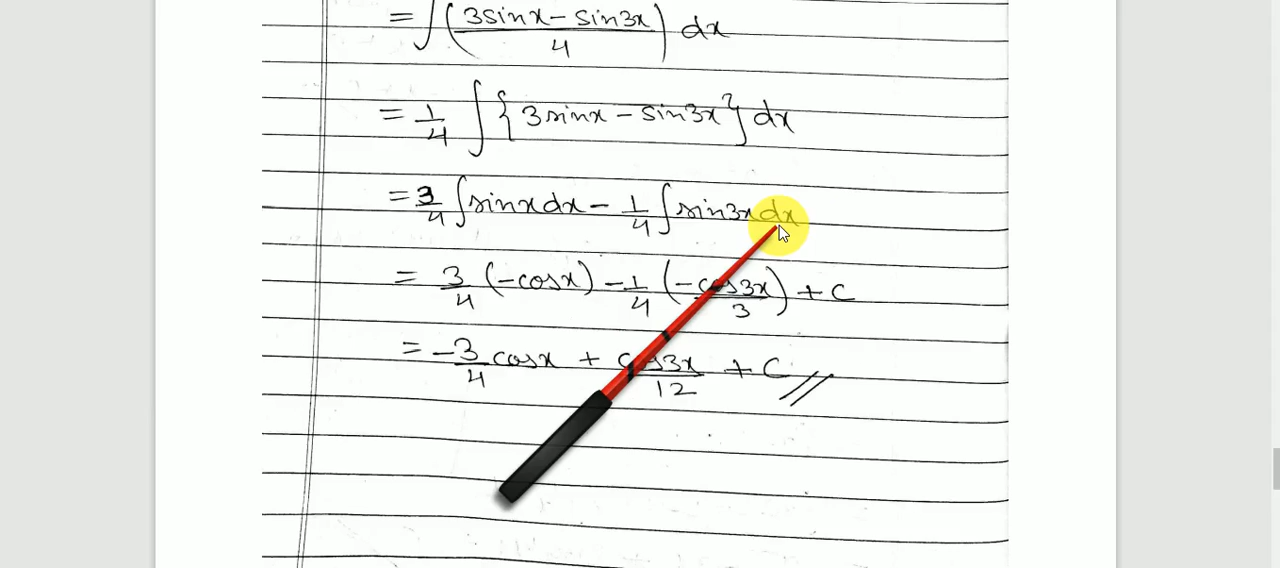 = ∫ ( (3sinx - sin3x) / 4 ) dx
= 1/4 ∫ { 3sinx - sin3x } dx
= 3/4 ∫ sinx dx - 1/4 ∫ sin3x dx
= 3/4 (-cosx) - 1/4 ( -cos3x / 3 ) + c
= -3/4 cosx + cos3x / 12 + C //